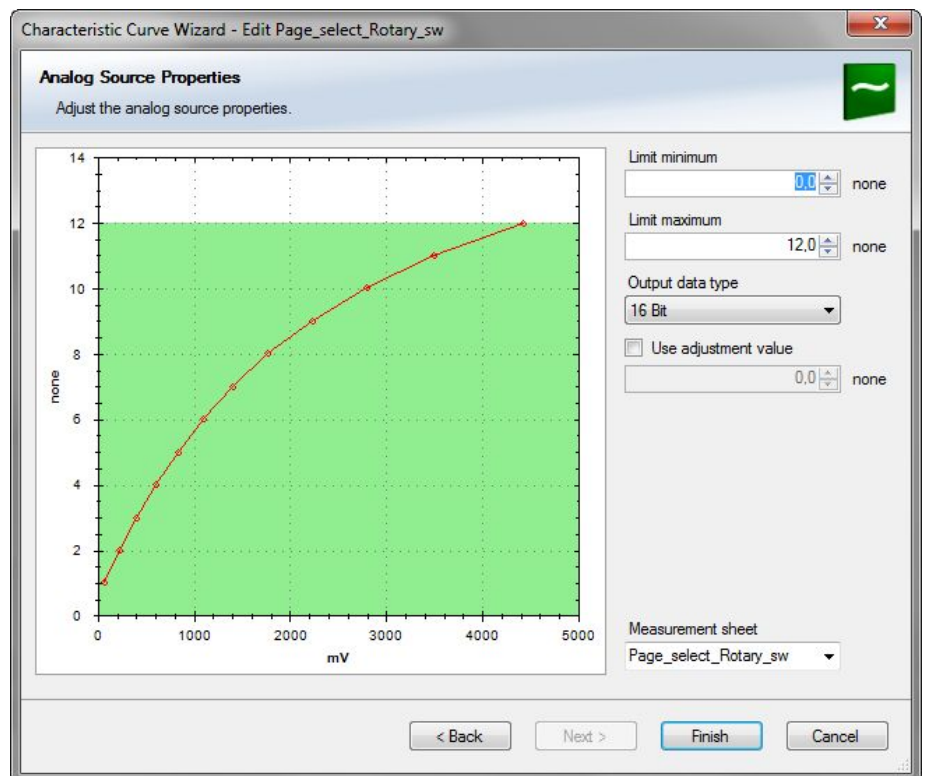 Characteristic Curve Wizard - Edit Page_select_Rotary_sw
Analog Source Properties
Adjust the analog source properties.
14
12
10
8
6
4
2
0
none
0 1000 2000 3000 4000 5000
mV
Limit minimum
0,0 none
Limit maximum
12,0 none
Output data type
16 Bit
Use adjustment value
0,0 none
Measurement sheet
Page_select_Rotary_sw
< Back Next > Finish Cancel